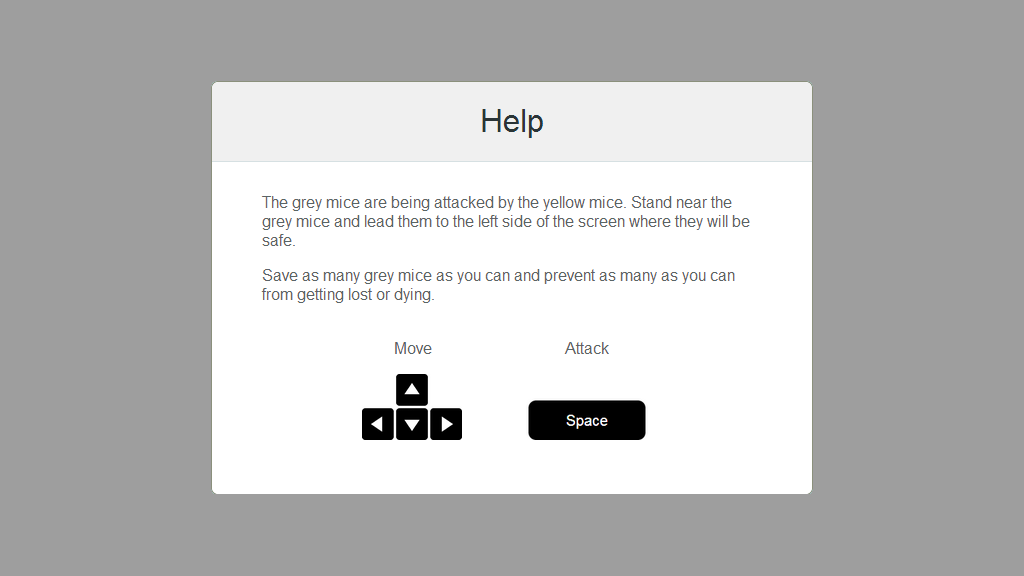 Help
The grey mice are being attacked by the yellow mice. Stand near the
grey mice and lead them to the left side of the screen where they will be
safe.
Save as many grey mice as you can and prevent as many as you can
from getting lost or dying.
Move
Attack
Space